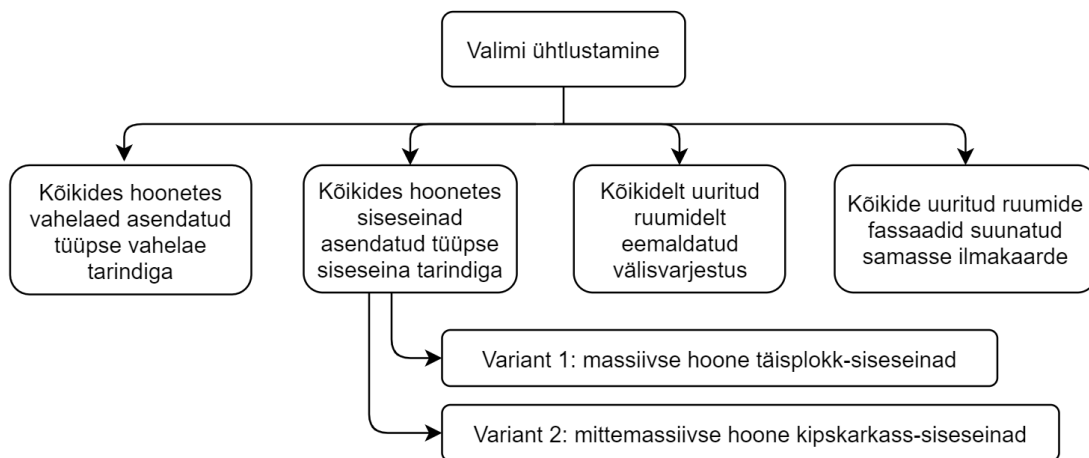 Valimi ühtlustamine
Kõikides hoonetes
vahelaed asendatud
tüüpse vahelae
tarindiga
Kõikides hoonetes
siseseinad
asendatud tüüpse
siseseina tarindiga
Kõikidelt uuritud
ruumidelt
eemaldatud
välisvarjestus
Kõikide uuritud ruumide
fassaadid suunatud
samasse ilmakaarde
Variant 1: massiivse hoone täisplokk-siseseinad
Variant 2: mittemassiivse hoone kipskarkass-siseseinad